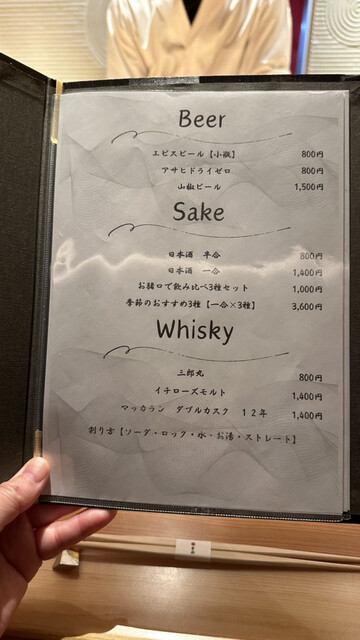 Beer
エビスビール【小瓶】 800円
アサヒドライゼロ 800円
山椒ビール 1,500円
Sake
日本酒 半合 800円
日本酒 一合 1,400円
お猪口で飲み比べ3種セット 1,000円
季節のおすすめ3種【一合×3種】 3,600円
Whisky
三郎丸 800円
イチローズモルト 1,400円
マッカラン ダブルカスク 12年 1,400円
割り方【ソーダ・ロック・水・お湯・ストレート】